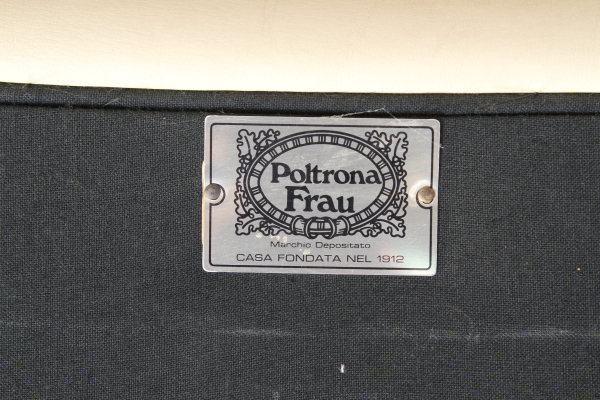 Poltrona
Frau
Marchio Depositato
CASA FONDATA NEL 1912